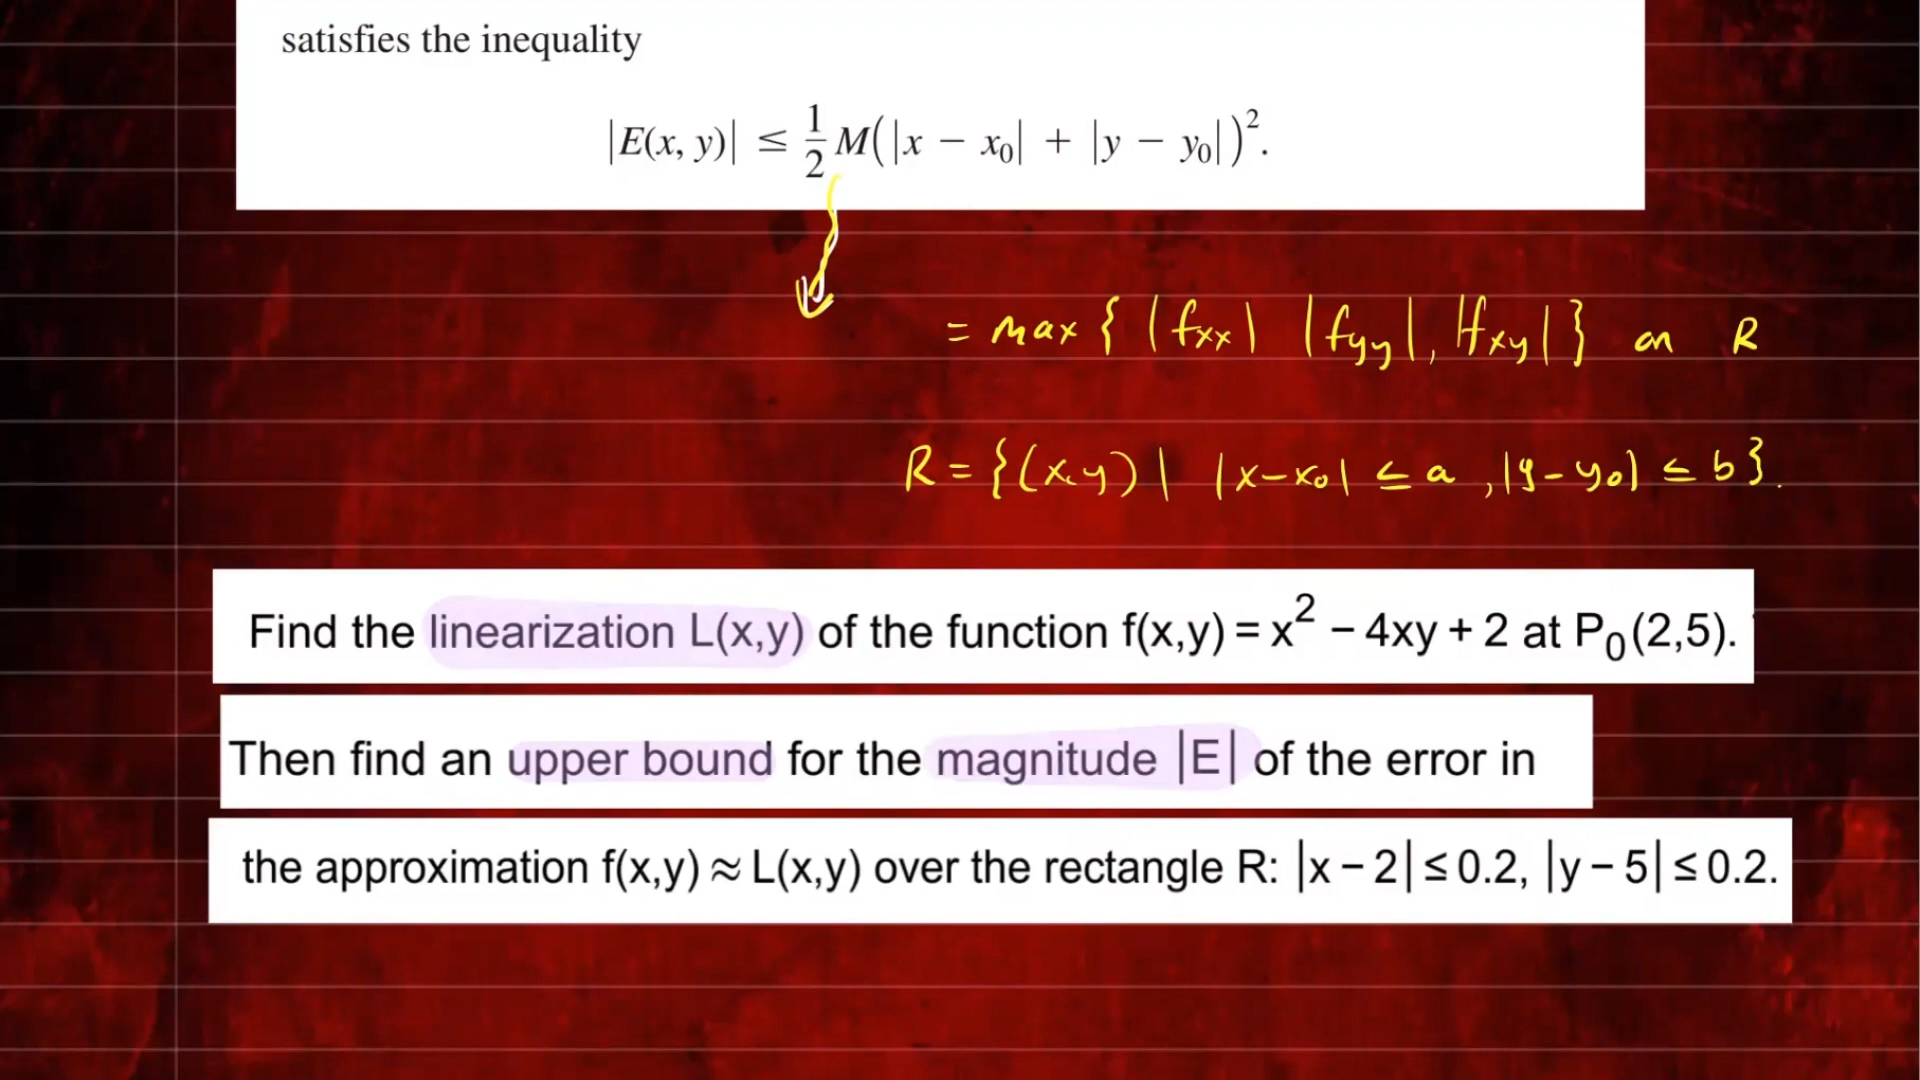 satisfies the inequality
|E(x, y)| ≤ 1/2 M(|x − x₀| + |y − y₀|)².
= max { |fxx| |fyy|, |fxy| } on R
R = {(x,y) | |x−x₀| ≤ a, |y−y₀| ≤ b}.
Find the linearization L(x,y) of the function f(x,y) = x² − 4xy + 2 at P₀(2,5).
Then find an upper bound for the magnitude |E| of the error in
the approximation f(x,y) ≈ L(x,y) over the rectangle R: |x − 2| ≤ 0.2, |y − 5| ≤ 0.2.